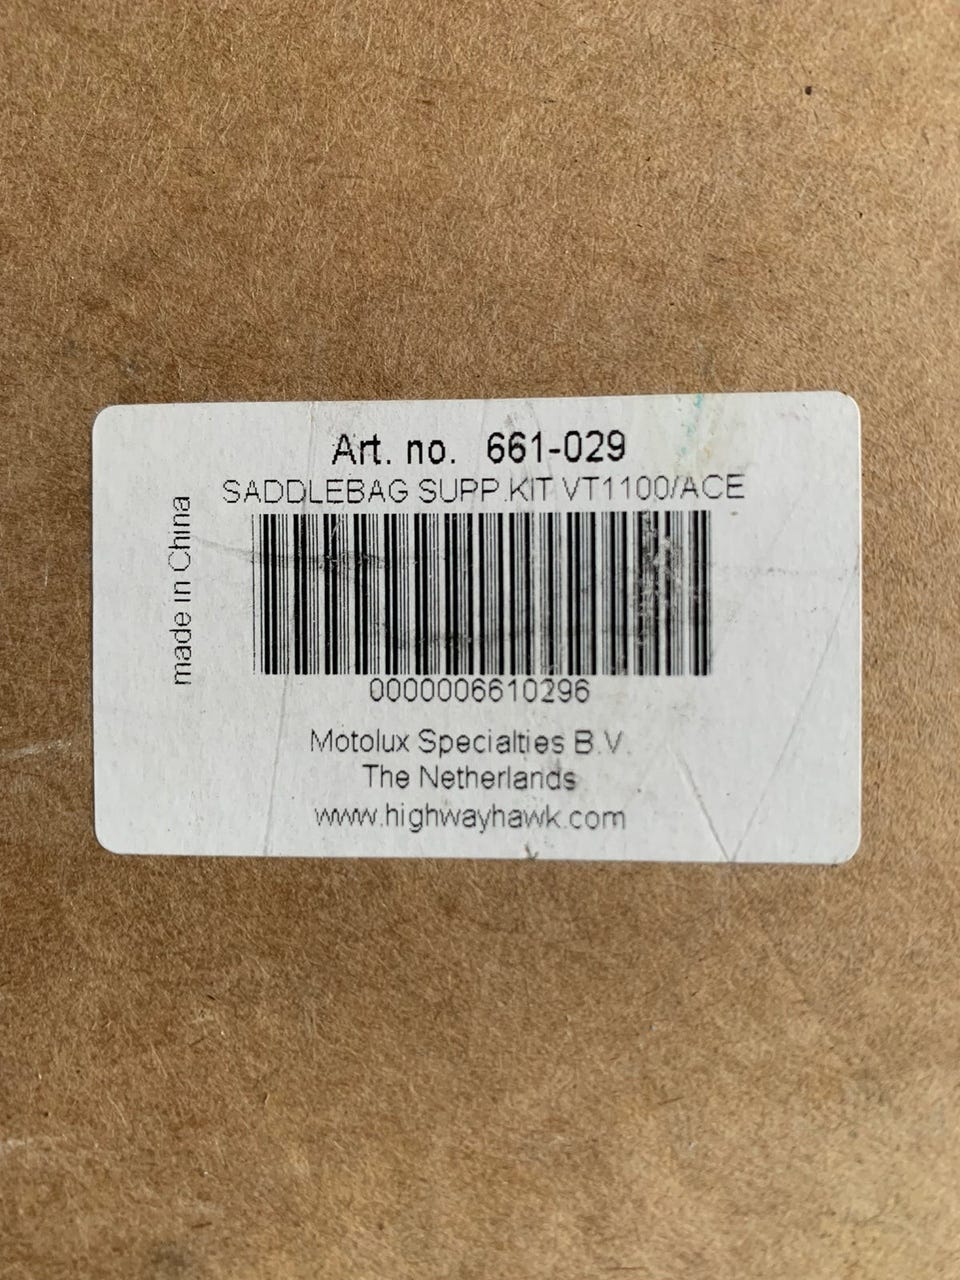 Art. no. 661-029
SADDLEBAG SUPP.KIT VT1100/ACE
made in China
0000006610296
Motolux Specialties B.V.
The Netherlands
www.highwayhawk.com